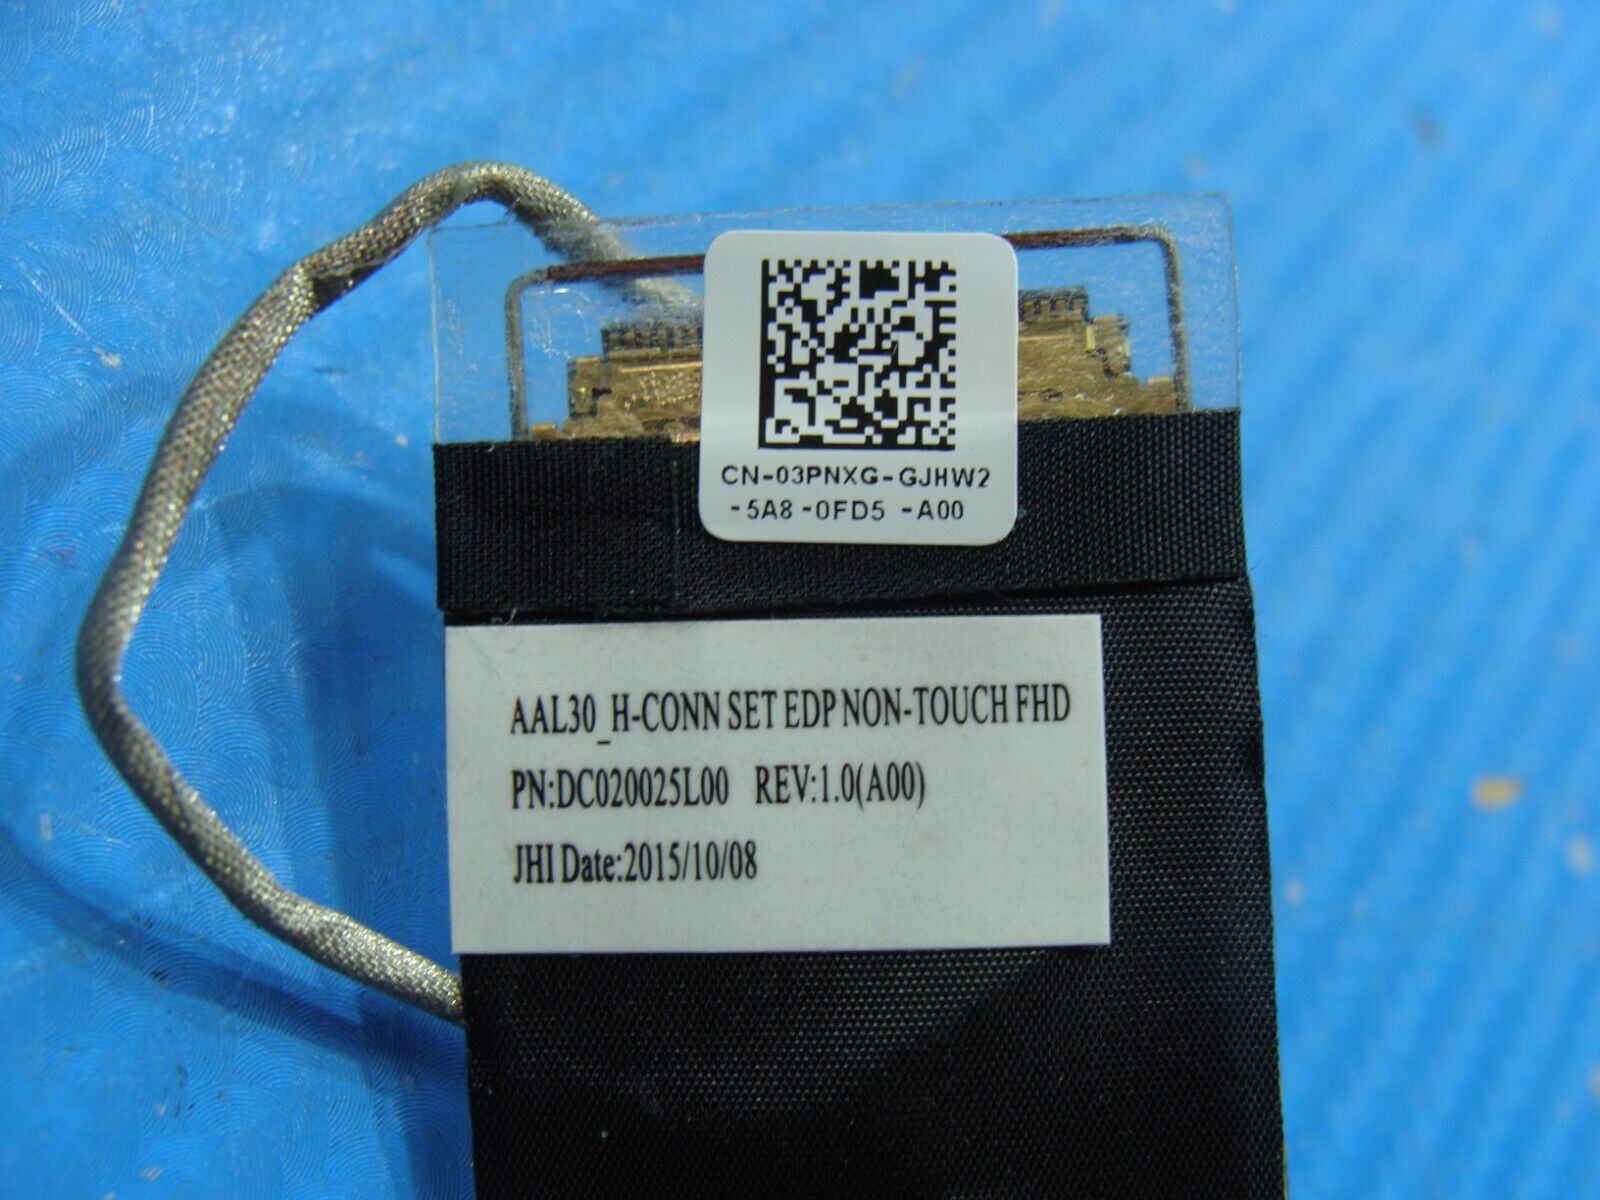 CN-03PNXG-GJHW2
-5A8-0FD5 -A00
AAL30_H-CONN SET EDP NON-TOUCH FHD
PN:DC020025L00 REV:1.0(A00)
JHI Date:2015/10/08